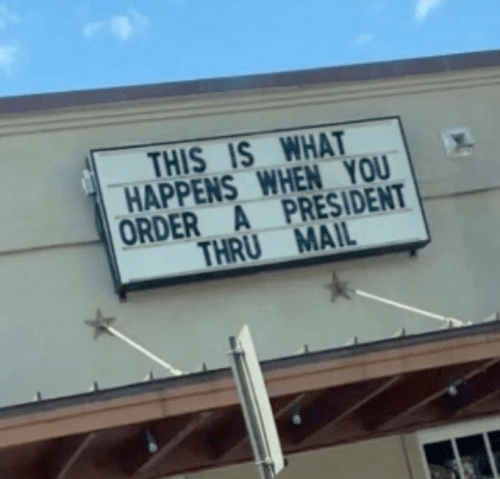 THIS IS WHAT
HAPPENS WHEN YOU
ORDER A PRESIDENT
THRU MAIL